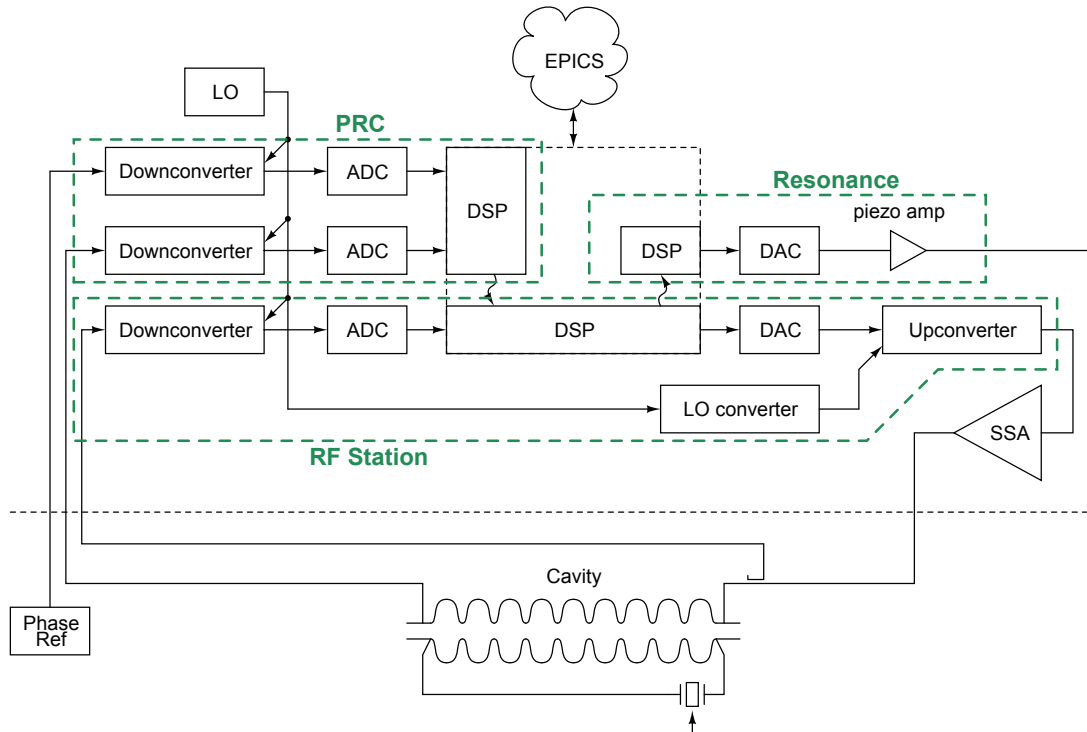 EPICS
LO
PRC
Downconverter
ADC
DSP
Resonance
piezo amp
Downconverter
ADC
DSP
DAC
Downconverter
ADC
DSP
DAC
Upconverter
LO converter
SSA
RF Station
Cavity
Phase
Ref